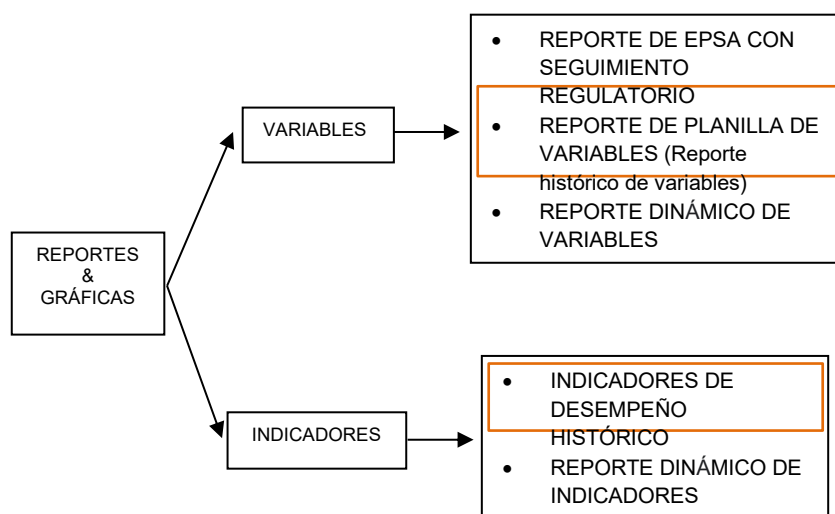 • REPORTE DE EPSA CON
SEGUIMIENTO
REGULATORIO
• REPORTE DE PLANILLA DE
VARIABLES (Reporte
histórico de variables)
• REPORTE DINÁMICO DE
VARIABLES
VARIABLES
REPORTES
&
GRÁFICAS
INDICADORES
• INDICADORES DE
DESEMPEÑO
HISTÓRICO
• REPORTE DINÁMICO DE
INDICADORES